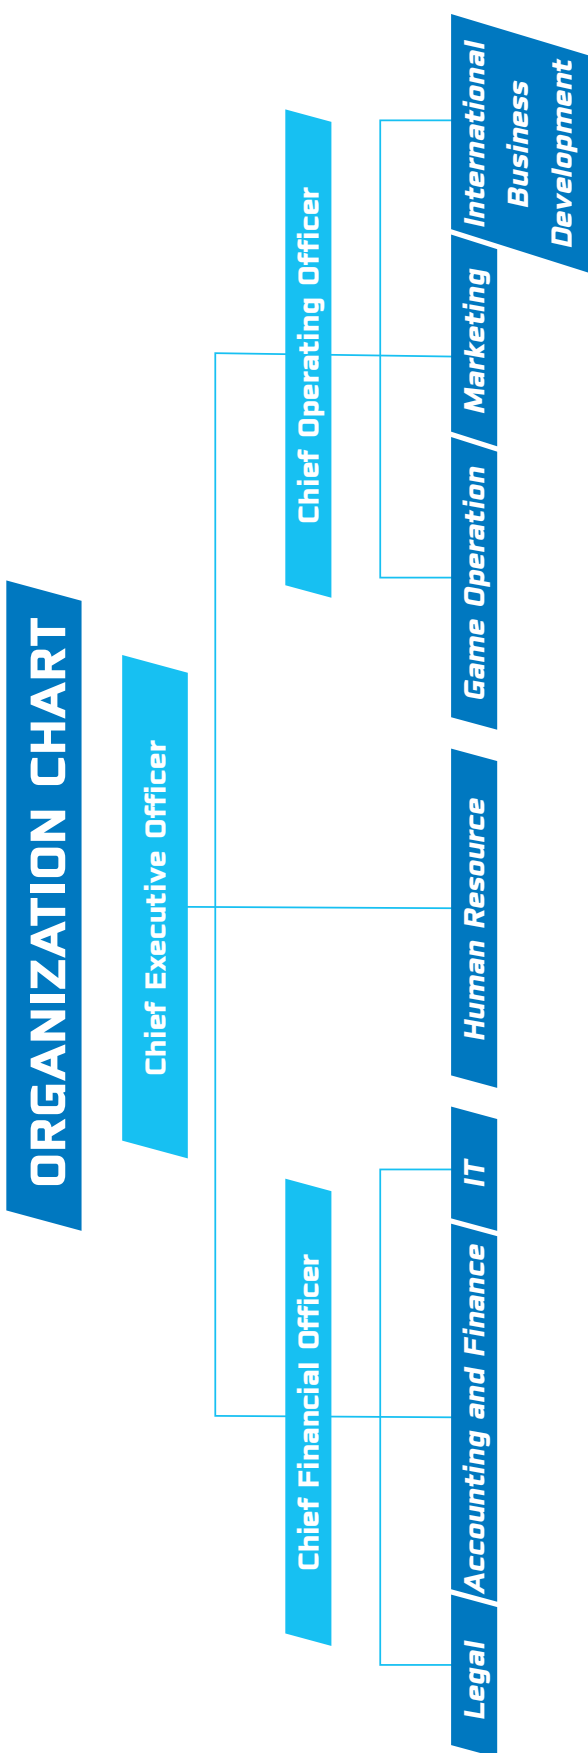 ORGANIZATION CHART
Chief Executive Officer
Chief Financial Officer
Chief Operating Officer
Legal
Accounting and Finance
IT
Human Resource
Game Operation
Marketing
International
Business
Development